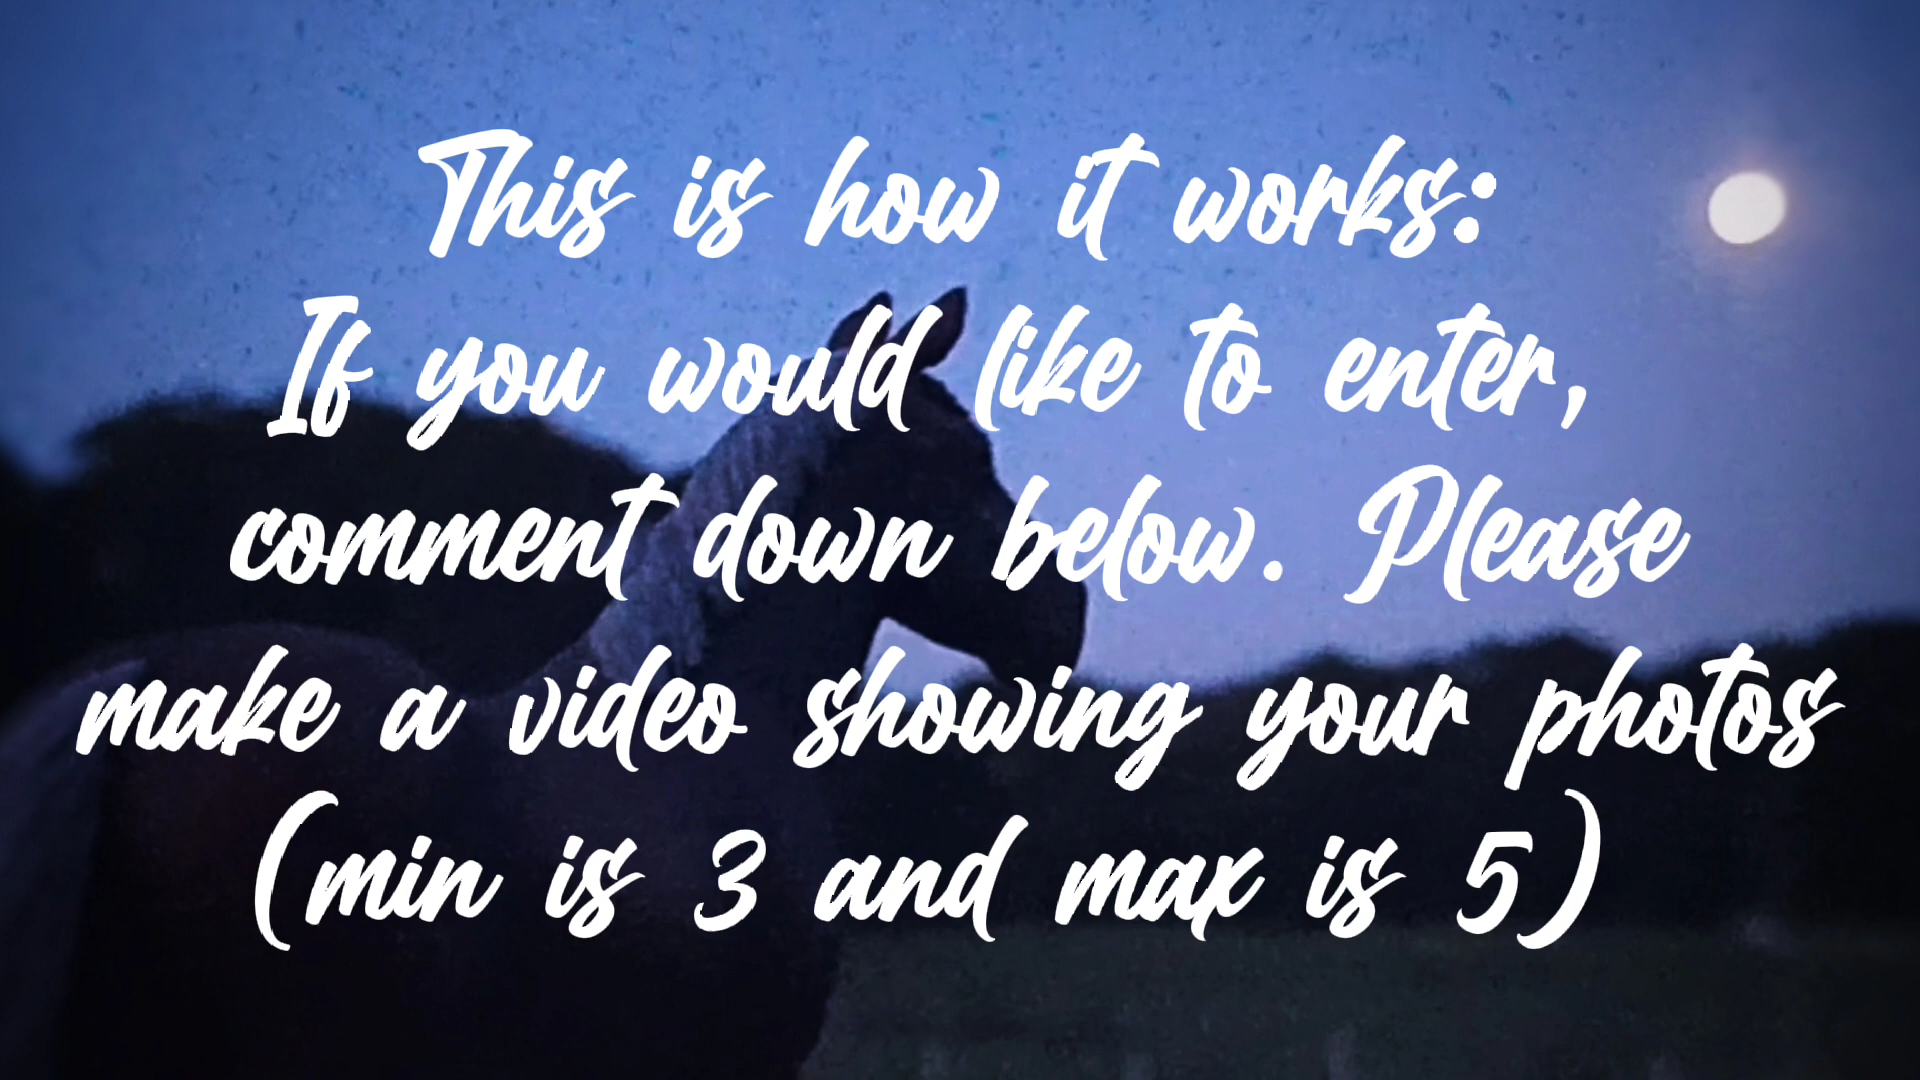 This is how it works:
If you would like to enter,
comment down below. Please
make a video showing your photos
(min is 3 and max is 5)